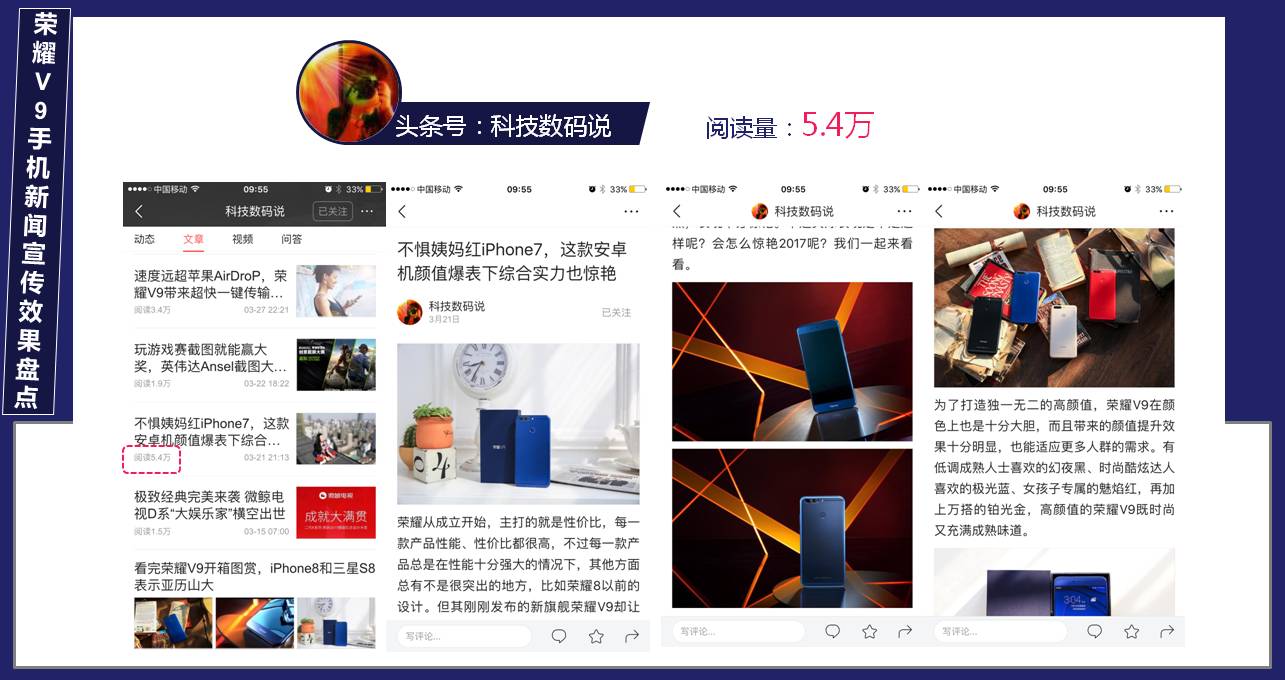 荣耀V9手机新闻宣传效果盘点
头条号：科技数码说
阅读量：5.4万
中国移动 09:55 33%
科技数码说 已关注
动态 文章 视频 问答
速度远超苹果AirDroP，荣
耀V9带来超快一键传输...
阅读3.4万 03-27 22:21
玩游戏赛截图就能赢大
奖，英伟达Ansel截图大...
阅读1.9万 03-22 18:22
不惧姨妈红iPhone7，这款
安卓机颜值爆表下综合...
阅读5.4万 03-21 21:13
极致经典完美来袭 微鲸电
视D系“大娱乐家”横空出世
阅读1.5万 03-15 07:00
微鲸电视
成就大满贯
看完荣耀V9开箱图赏，iPhone8和三星S8
表示亚历山大
中国移动 09:55 33%
不惧姨妈红iPhone7，这款安卓
机颜值爆表下综合实力也惊艳
科技数码说
3月21日
已关注
荣耀从成立开始，主打的就是性价比，每一
款产品性能、性价比都很高，不过每一款产
品总是在性能十分强大的情况下，其他方面
总有不是很突出的地方，比如荣耀8以前的
设计。但其刚刚发布的新旗舰荣耀V9却让
写评论...
中国移动 09:55 33%
科技数码说
样呢？会怎么惊艳2017呢？我们一起来看
看。
写评论...
中国移动 09:55 33%
科技数码说
为了打造独一无二的高颜值，荣耀V9在颜
色上也是十分大胆，而且带来的颜值提升效
果十分明显，也能适应更多人群的需求。有
低调成熟人士喜欢的幻夜黑、时尚酷炫达人
喜欢的极光蓝、女孩子专属的魅焰红，再加
上万搭的铂光金，高颜值的荣耀V9既时尚
又充满成熟味道。
写评论...